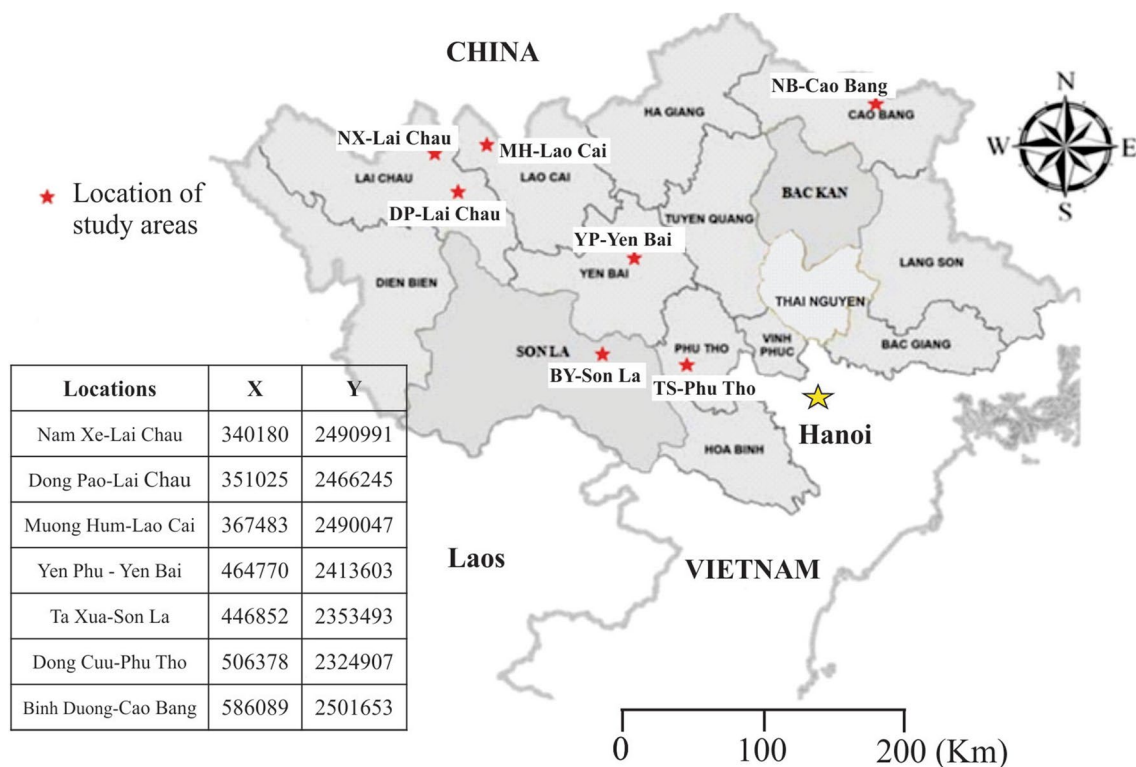 CHINA
NB-Cao Bang
HA GIANG
CAO BANG
N
W
E
S
NX-Lai Chau
MH-Lao Cai
LAI CHAU
LAO CAI
BAC KAN
Location of
study areas
DP-Lai Chau
TUYEN QUANG
YP-Yen Bai
YEN BAI
LANG SON
DIEN BIEN
THAI NGUYEN
SON LA
PHU THO
VINH
PHUC
BAC GIANG
BY-Son La
TS-Phu Tho
Hanoi
HOA BINH
Locations X Y
Nam Xe-Lai Chau 340180 2490991
Dong Pao-Lai Chau 351025 2466245
Muong Hum-Lao Cai 367483 2490047
Yen Phu - Yen Bai 464770 2413603
Ta Xua-Son La 446852 2353493
Dong Cuu-Phu Tho 506378 2324907
Binh Duong-Cao Bang 586089 2501653
Laos
VIETNAM
0 100 200 (Km)